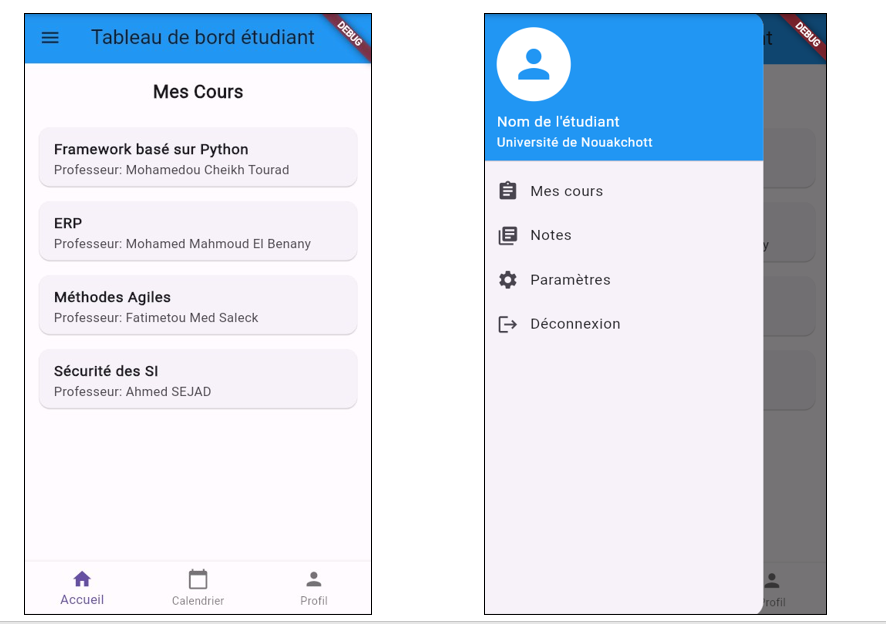 Tableau de bord étudiant
DEBUG
Mes Cours
Framework basé sur Python
Professeur: Mohamedou Cheikh Tourad
ERP
Professeur: Mohamed Mahmoud El Benany
Méthodes Agiles
Professeur: Fatimetou Med Saleck
Sécurité des SI
Professeur: Ahmed SEJAD
Accueil
Calendrier
Profil
nt
DEBUG
Nom de l'étudiant
Université de Nouakchott
Mes cours
Notes
y
Paramètres
Déconnexion
rofil